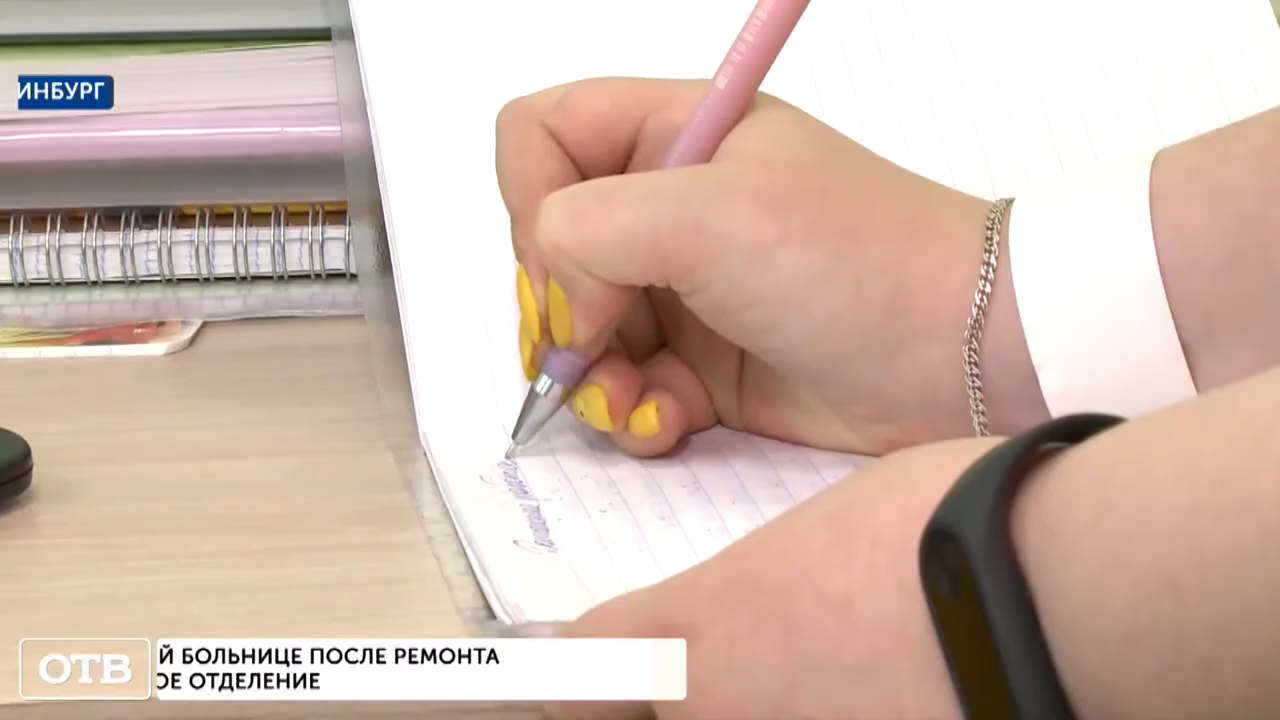 ИНБУРГ
Й БОЛЬНИЦЕ ПОСЛЕ РЕМОНТА
ОЕ ОТДЕЛЕНИЕ
ОТВ